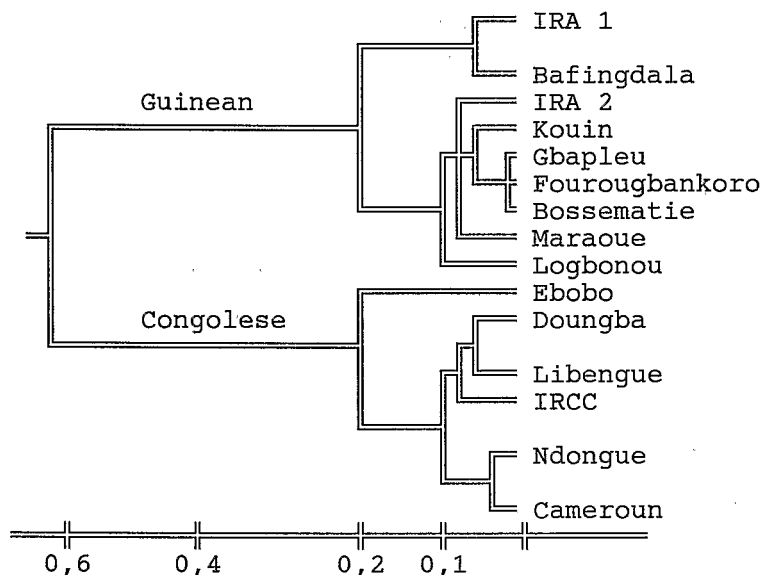 IRA 1
Bafingdala
Guinean
IRA 2
Kouin
Gbapleu
Fourougbankoro
Bossematie
Maraoue
Logbonou
Ebobo
Congolese
Doungba
Libengue
IRCC
Ndongue
Cameroun
0,6 0,4 0,2 0,1